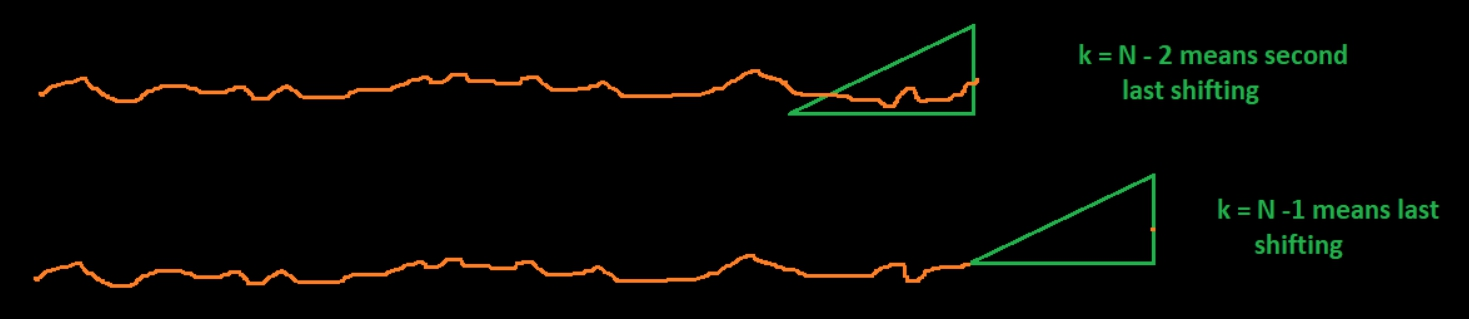 k = N - 2 means second
last shifting
k = N -1 means last
shifting